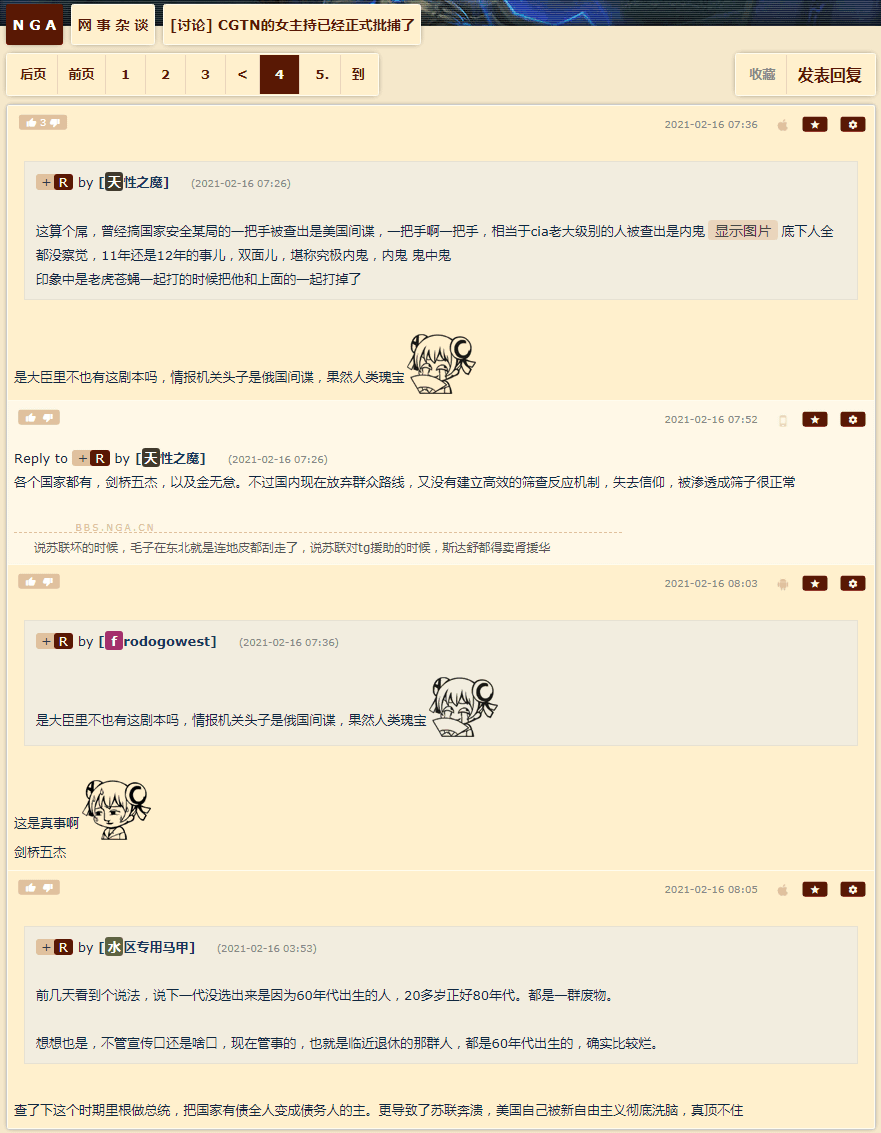 NGA 网事杂谈 [讨论] CGTN的女主持已经正式批捕了
后页 前页 1 2 3 < 4 5. 到 收藏 发表回复
3 2021-02-16 07:36
+ R by [天性之魔] (2021-02-16 07:26)
这算个屌，曾经搞国家安全某局的一把手被查出是美国间谍，一把手啊一把手，相当于cia老大级别的人被查出是内鬼 显示图片 底下人全
都没察觉，11年还是12年的事儿，双面儿，堪称究极内鬼，内鬼 鬼中鬼
印象中是老虎苍蝇一起打的时候把他和上面的一起打掉了
是大臣里不也有这剧本吗，情报机关头子是俄国间谍，果然人类瑰宝
2021-02-16 07:52
Reply to + R by [天性之魔] (2021-02-16 07:26)
各个国家都有，剑桥五杰，以及金无怠。不过国内现在放弃群众路线，又没有建立高效的筛查反应机制，失去信仰，被渗透成筛子很正常
BBS.NGA.CN
说苏联坏的时候，毛子在东北就是连地皮都刮走了，说苏联对tg援助的时候，斯达舒都得卖肾援华
2021-02-16 08:03
+ R by [frodogowest] (2021-02-16 07:36)
是大臣里不也有这剧本吗，情报机关头子是俄国间谍，果然人类瑰宝
这是真事啊
剑桥五杰
2021-02-16 08:05
+ R by [水区专用马甲] (2021-02-16 03:53)
前几天看到个说法，说下一代没选出来是因为60年代出生的人，20多岁正好80年代。都是一群废物。
想想也是，不管宣传口还是啥口，现在管事的，也就是临近退休的那群人，都是60年代出生的，确实比较烂。
查了下这个时期里根做总统，把国家有债全人变成债务人的主。更导致了苏联奔溃，美国自己被新自由主义彻底洗脑，真顶不住